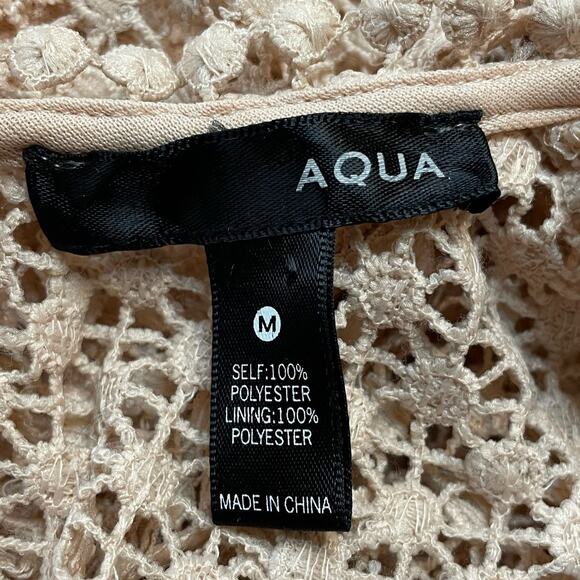 AQUA
M
SELF:100%
POLYESTER
LINING:100%
POLYESTER
MADE IN CHINA